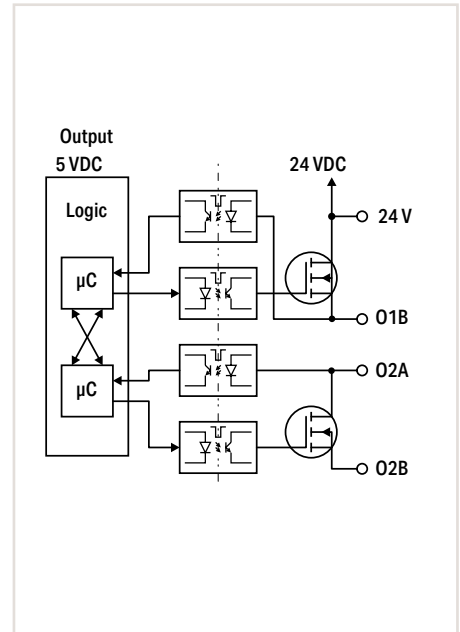 Output
5 VDC
24 VDC
Logic
24 V
µC
O1B
O2A
µC
O2B